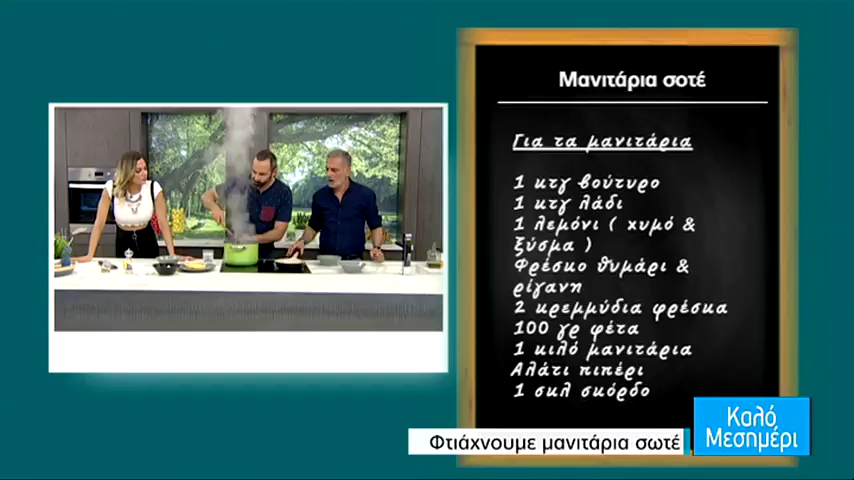 Μανιτάρια σοτέ
Για τα μανιτάρια
1 κτγ βούτυρο
1 κτγ λάδι
1 λεμόνι ( χυμό &
ξύσμα )
Φρέσκο θυμάρι &
ρίγανη
2 κρεμμύδια φρέσκα
100 γρ φέτα
1 κιλό μανιτάρια
Αλάτι πιπέρι
1 σκλ σκόρδο
Καλό
Μεσημέρι
Φτιάχνουμε μανιτάρια σωτέ